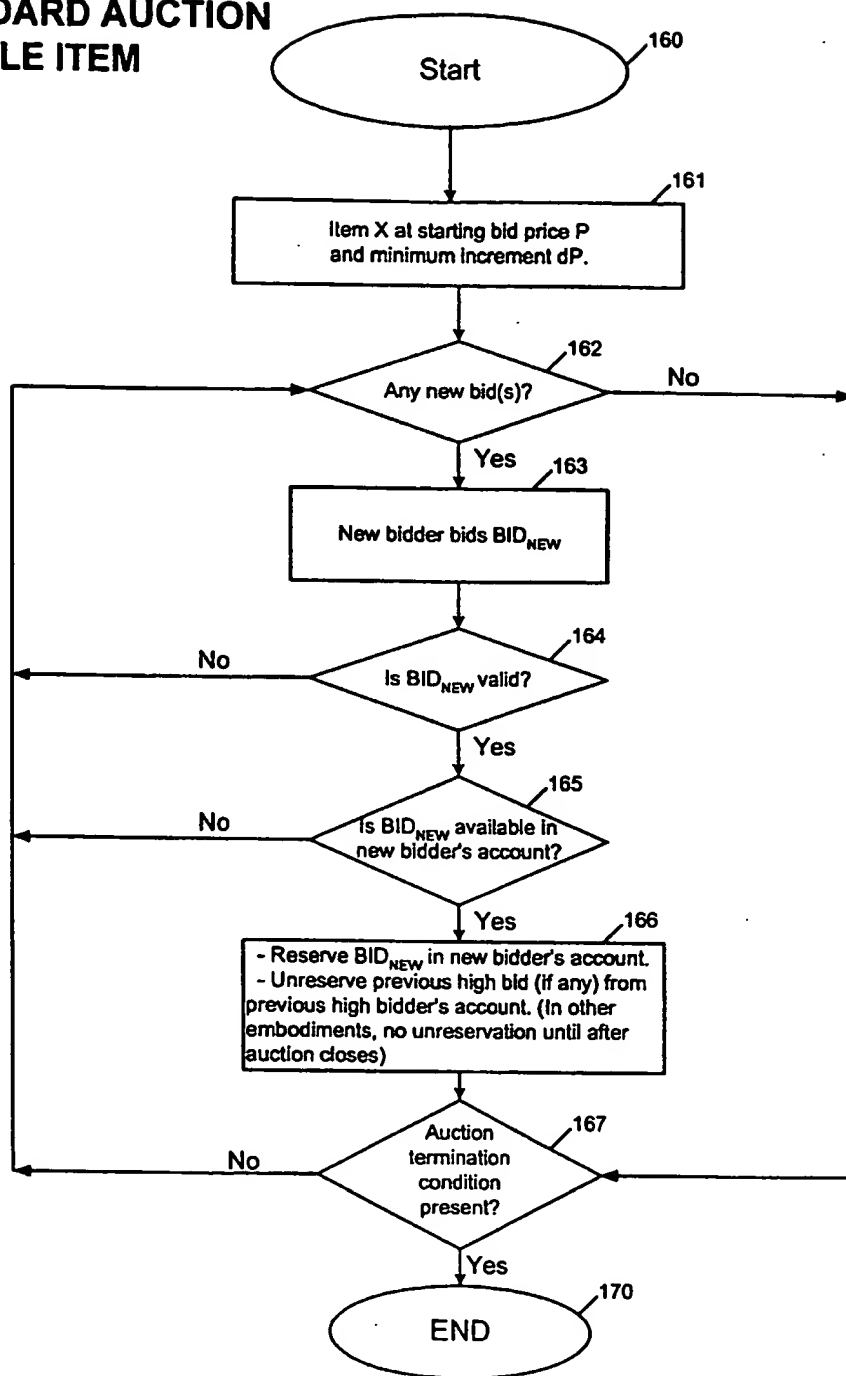 DARD AUCTION
LE ITEM
160
Start
161
Item X at starting bid price P
and minimum increment dP.
162
Any new bid(s)?
No
Yes
163
New bidder bids BID_NEW
164
No
Is BID_NEW valid?
Yes
165
No
Is BID_NEW available in
new bidder's account?
Yes
166
- Reserve BID_NEW in new bidder's account.
- Unreserve previous high bid (if any) from
previous high bidder's account. (In other
embodiments, no unreservation until after
auction closes)
167
Auction
termination
condition
present?
No
Yes
170
END